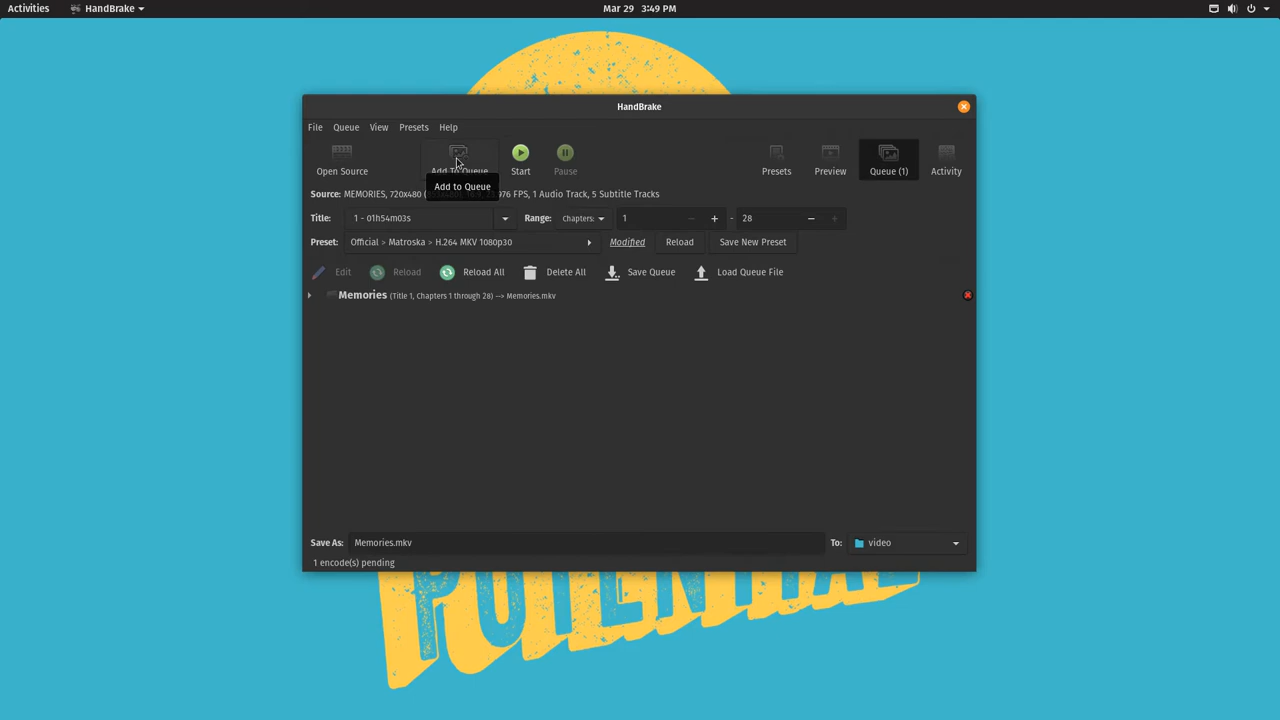 Activities HandBrake Mar 29 3:49 PM
HandBrake
File Queue View Presets Help
Open Source Add To Queue Start Pause Presets Preview Queue (1) Activity
Add to Queue
Source: MEMORIES, 720x480 976 FPS, 1 Audio Track, 5 Subtitle Tracks
Title: 1 - 01h54m03s Range: Chapters: 1 - 28
Preset: Official > Matroska > H.264 MKV 1080p30 Modified Reload Save New Preset
Edit Reload Reload All Delete All Save Queue Load Queue File
Memories (Title 1, Chapters 1 through 28) --> Memories.mkv
Save As: Memories.mkv To: video
1 encode(s) pending
POTENTIAL